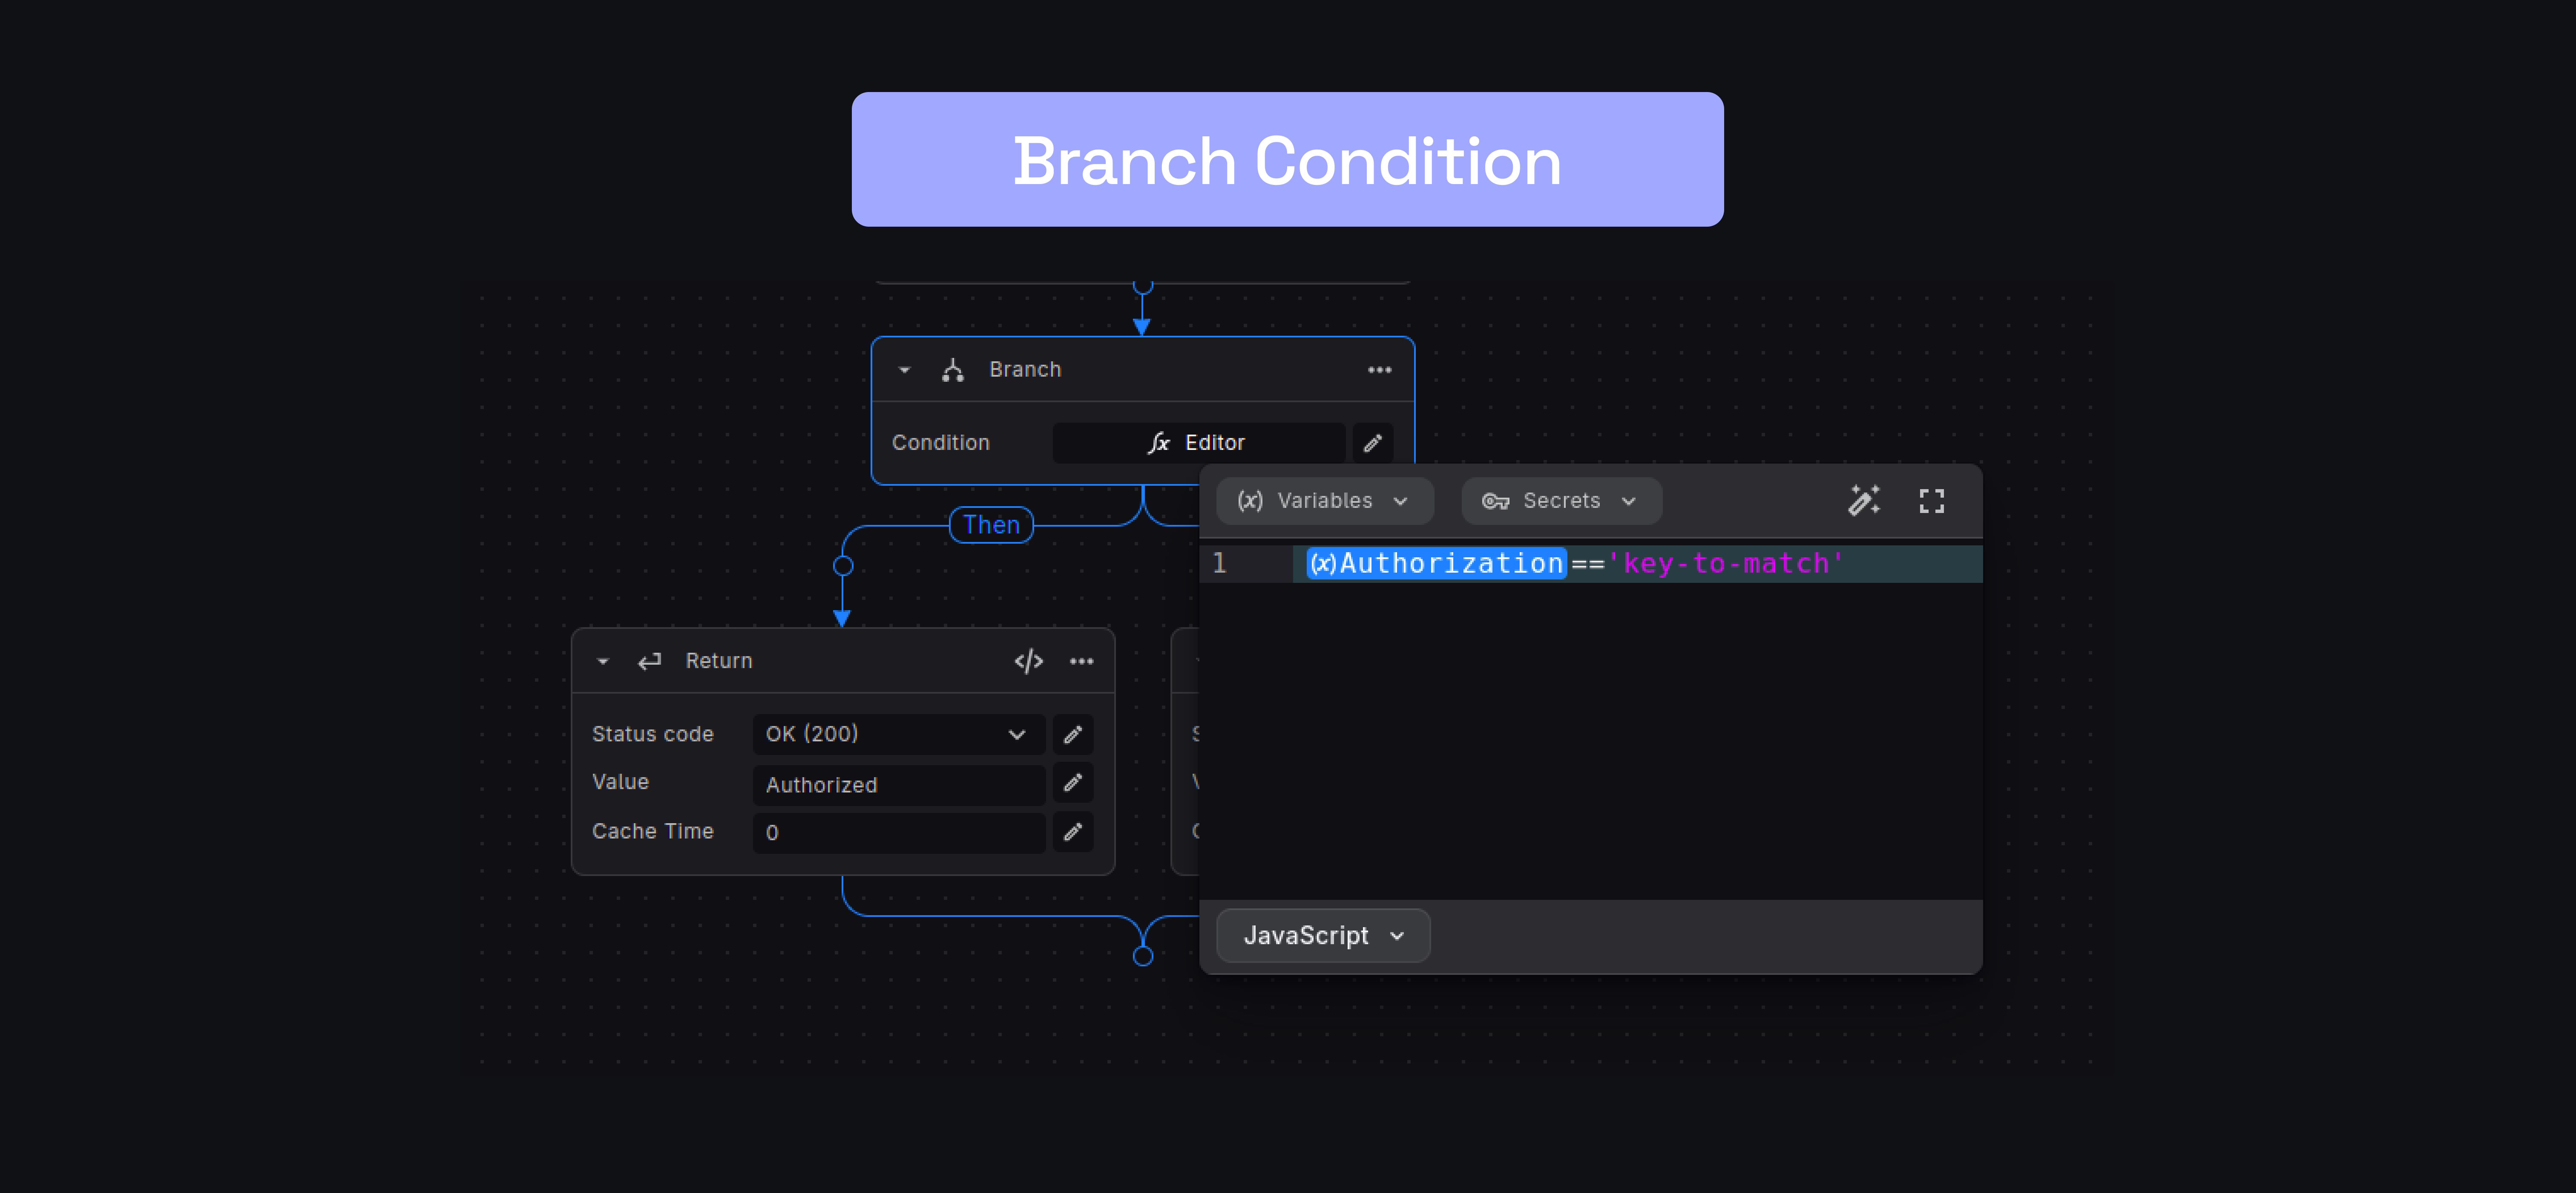 Branch Condition
Branch
Condition
Editor
Then
Variables
Secrets
1
(x)Authorization=='key-to-match'
Return
Status code
OK (200)
Value
Authorized
Cache Time
0
JavaScript